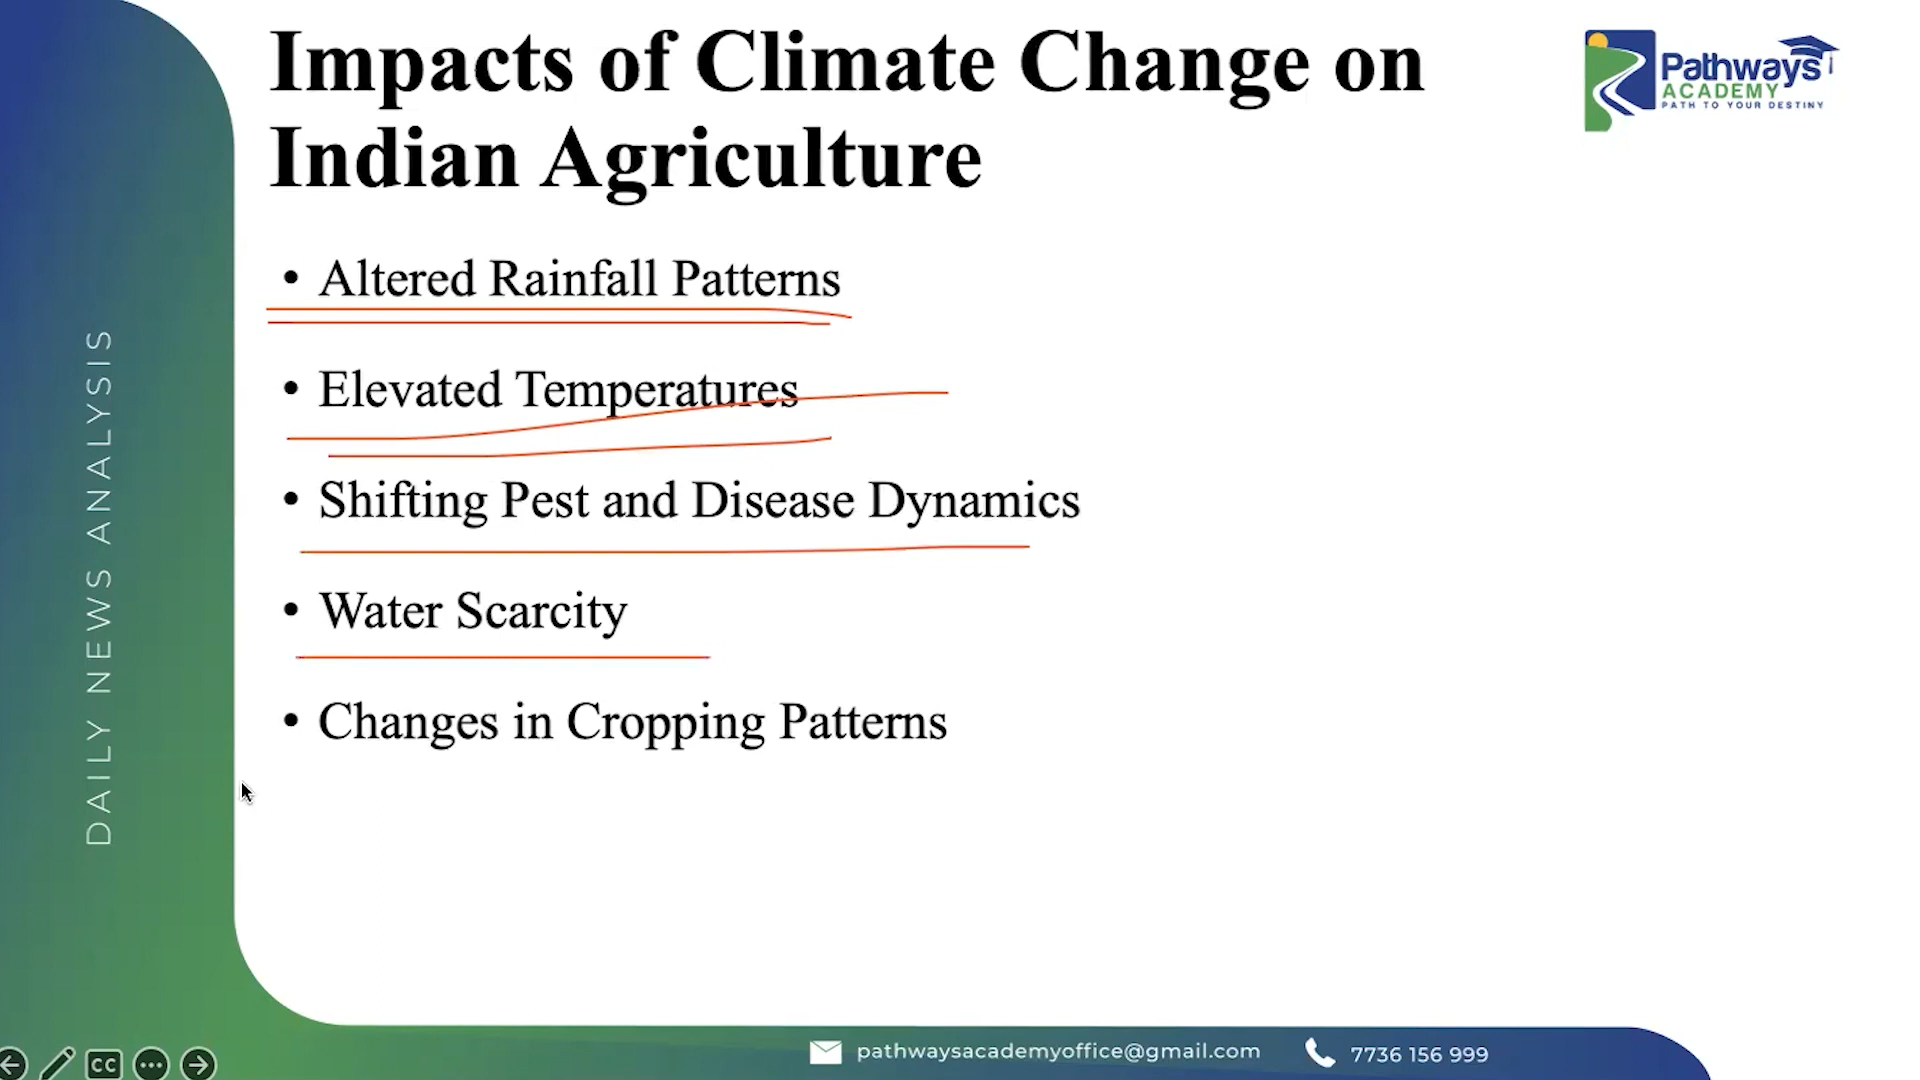 Impacts of Climate Change on
Indian Agriculture
Pathways
ACADEMY
PATH TO YOUR DESTINY
• Altered Rainfall Patterns
• Elevated Temperatures
• Shifting Pest and Disease Dynamics
• Water Scarcity
• Changes in Cropping Patterns
DAILY NEWS ANALYSIS
CC
pathwaysacademyoffice@gmail.com
7736 156 999